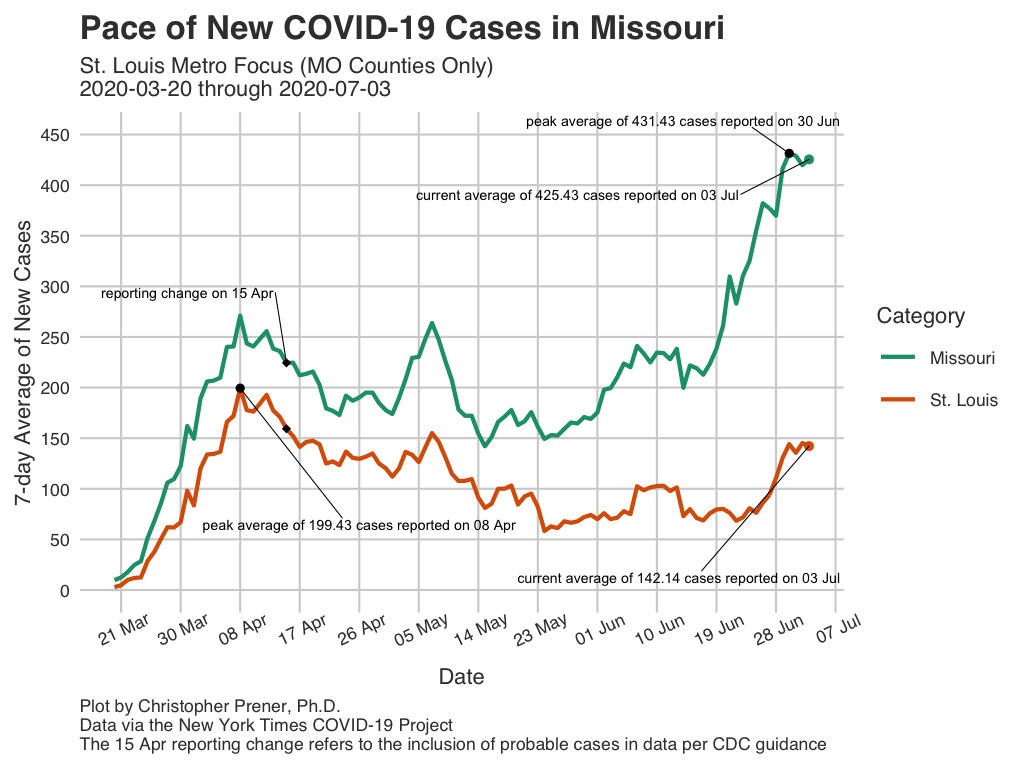 Pace of New COVID-19 Cases in Missouri
St. Louis Metro Focus (MO Counties Only)
2020-03-20 through 2020-07-03
7-day Average of New Cases
450
400
350
300
250
200
150
100
50
0
peak average of 431.43 cases reported on 30 Jun
current average of 425.43 cases reported on 03 Jul
reporting change on 15 Apr
peak average of 199.43 cases reported on 08 Apr
current average of 142.14 cases reported on 03 Jul
21 Mar
30 Mar
08 Apr
17 Apr
26 Apr
05 May
14 May
23 May
01 Jun
10 Jun
19 Jun
28 Jun
07 Jul
Date
Category
Missouri
St. Louis
Plot by Christopher Prener, Ph.D.
Data via the New York Times COVID-19 Project
The 15 Apr reporting change refers to the inclusion of probable cases in data per CDC guidance